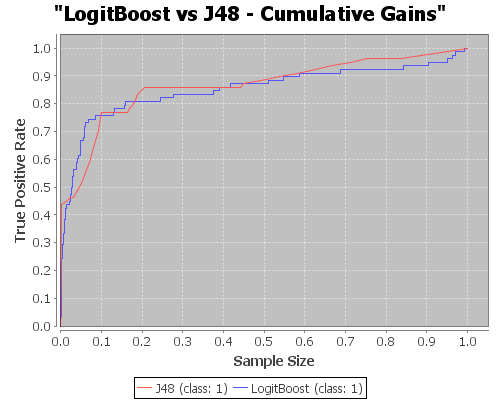 "LogitBoost vs J48 - Cumulative Gains"
True Positive Rate
1.0
0.9
0.8
0.7
0.6
0.5
0.4
0.3
0.2
0.1
0.0
0.0 0.1 0.2 0.3 0.4 0.5 0.6 0.7 0.8 0.9 1.0
Sample Size
J48 (class: 1) LogitBoost (class: 1)